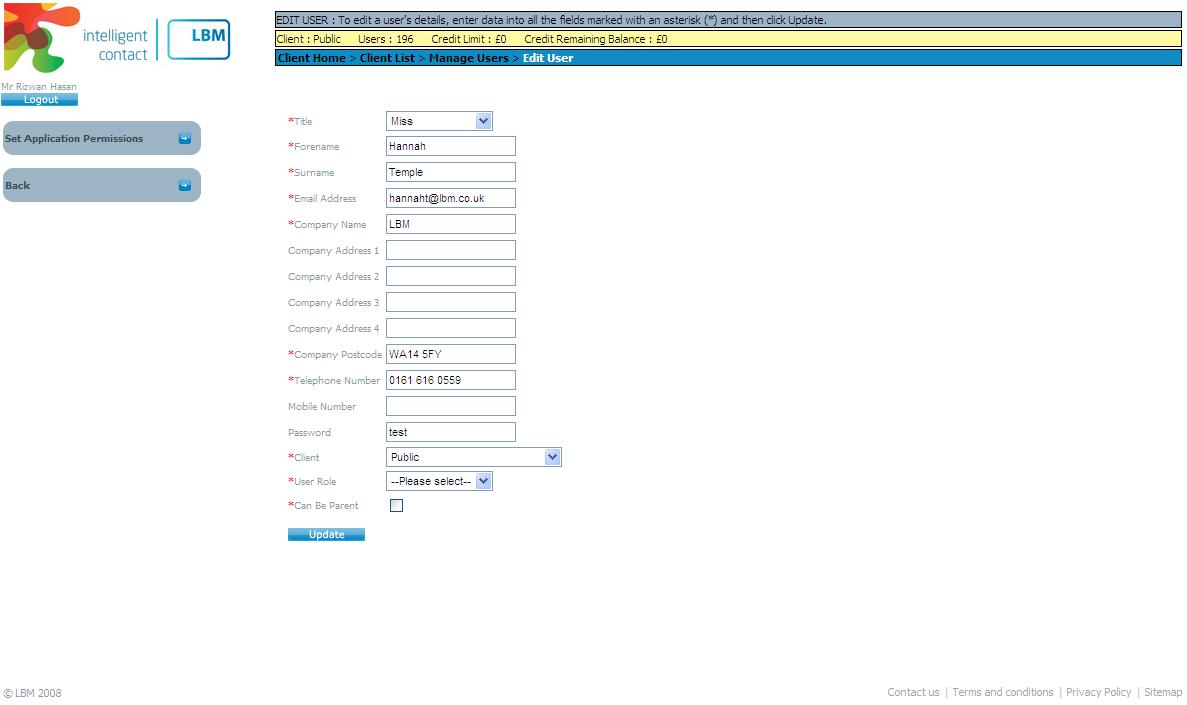 intelligent contact
LBM
EDIT USER : To edit a user's details, enter data into all the fields marked with an asterisk (*) and then click Update.
Client : Public Users : 196 Credit Limit : £0 Credit Remaining Balance : £0
Client Home > Client List > Manage Users > Edit User
Mr Rizwan Hasan
Logout
Set Application Permissions
Back
*Title Miss
*Forename Hannah
*Surname Temple
*Email Address hannaht@lbm.co.uk
*Company Name LBM
Company Address 1
Company Address 2
Company Address 3
Company Address 4
*Company Postcode WA14 5FY
*Telephone Number 0161 616 0559
Mobile Number
Password test
*Client Public
*User Role --Please select--
*Can Be Parent
Update
© LBM 2008
Contact us | Terms and conditions | Privacy Policy | Sitemap